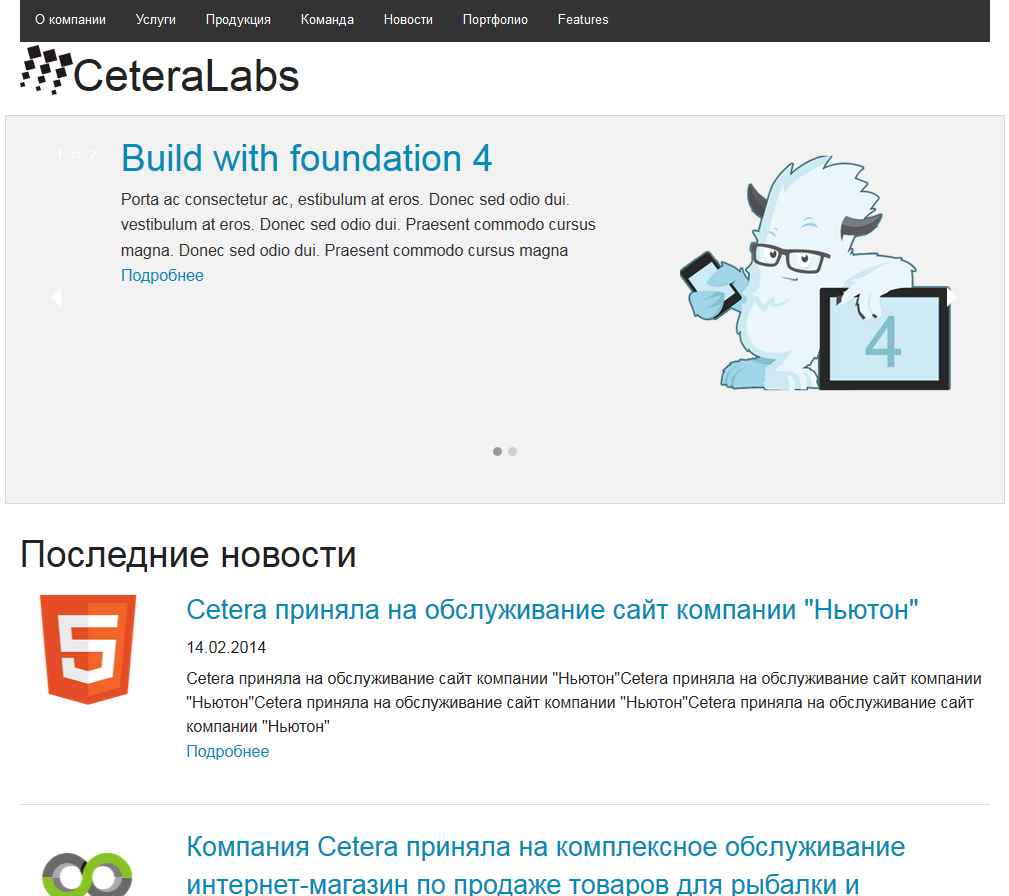 О компании Услуги Продукция Команда Новости Портфолио Features
CeteraLabs
1 of 2
Build with foundation 4
Porta ac consectetur ac, estibulum at eros. Donec sed odio dui.
vestibulum at eros. Donec sed odio dui. Praesent commodo cursus
magna. Donec sed odio dui. Praesent commodo cursus magna
Подробнее
4
Последние новости
5
Cetera приняла на обслуживание сайт компании "Ньютон"
14.02.2014
Cetera приняла на обслуживание сайт компании "Ньютон"Cetera приняла на обслуживание сайт компании
"Ньютон"Cetera приняла на обслуживание сайт компании "Ньютон"Cetera приняла на обслуживание сайт
компании "Ньютон"
Подробнее
Компания Cetera приняла на комплексное обслуживание
интернет-магазин по продаже товаров для рыбалки и